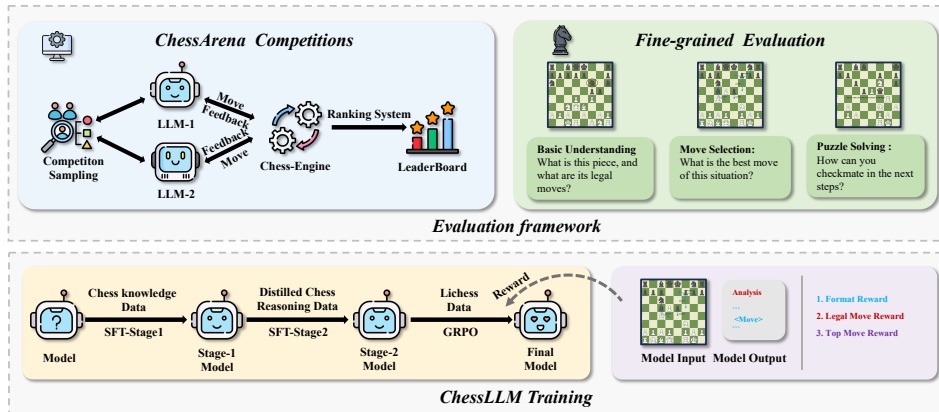 ChessArena Competitions
LLM-1
Move
Feedback
Feedback
Move
LLM-2
Competiton
Sampling
Chess-Engine
Ranking System
LeaderBoard
Fine-grained Evaluation
Basic Understanding
What is this piece, and
what are its legal
moves?
Move Selection:
What is the best move
of this situation?
Puzzle Solving :
How can you
checkmate in the next
steps?
Evaluation framework
?
Model
Chess knowledge
Data
SFT-Stage1
Stage-1
Model
Distilled Chess
Reasoning Data
SFT-Stage2
Stage-2
Model
Lichess
Data
GRPO
Final
Model
Reward
Model Input
Analysis
...
<Move>
...
Model Output
1. Format Reward
2. Legal Move Reward
3. Top Move Reward
ChessLLM Training